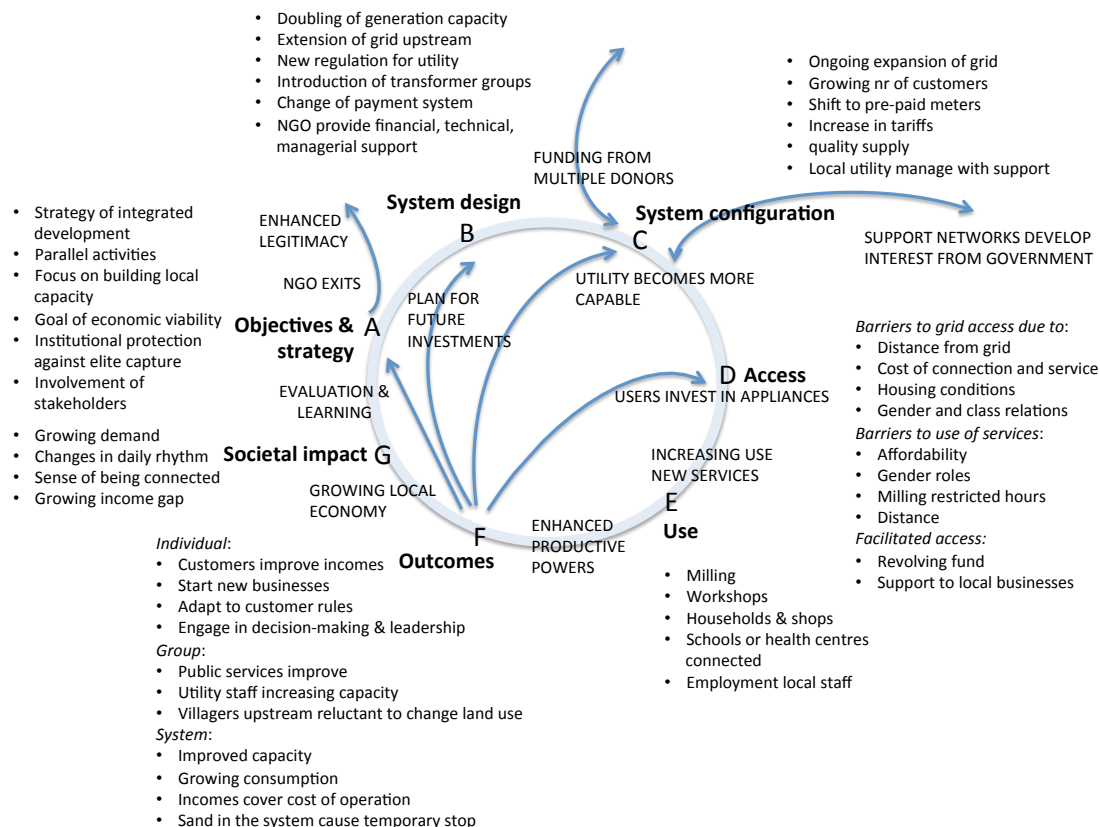 • Doubling of generation capacity
• Extension of grid upstream
• New regulation for utility
• Introduction of transformer groups
• Change of payment system
• NGO provide financial, technical,
managerial support
• Ongoing expansion of grid
• Growing nr of customers
• Shift to pre-paid meters
• Increase in tariffs
• quality supply
• Local utility manage with support
FUNDING FROM
MULTIPLE DONORS
System design
B
System configuration
C
• Strategy of integrated
development
• Parallel activities
• Focus on building local
capacity
• Goal of economic viability
• Institutional protection
against elite capture
• Involvement of
stakeholders
ENHANCED
LEGITIMACY
NGO EXITS
SUPPORT NETWORKS DEVELOP
INTEREST FROM GOVERNMENT
UTILITY BECOMES MORE
CAPABLE
PLAN FOR
FUTURE
INVESTMENTS
Objectives &
strategy
A
EVALUATION &
LEARNING
D Access
USERS INVEST IN APPLIANCES
Barriers to grid access due to:
• Distance from grid
• Cost of connection and service
• Housing conditions
• Gender and class relations
Barriers to use of services:
• Affordability
• Gender roles
• Milling restricted hours
• Distance
Facilitated access:
• Revolving fund
• Support to local businesses
• Growing demand
• Changes in daily rhythm
• Sense of being connected
• Growing income gap
Societal impact G
GROWING LOCAL
ECONOMY
INCREASING USE
NEW SERVICES
E
Use
F
Outcomes
ENHANCED
PRODUCTIVE
POWERS
• Milling
• Workshops
• Households & shops
• Schools or health centres
connected
• Employment local staff
Individual:
• Customers improve incomes
• Start new businesses
• Adapt to customer rules
• Engage in decision-making & leadership
Group:
• Public services improve
• Utility staff increasing capacity
• Villagers upstream reluctant to change land use
System:
• Improved capacity
• Growing consumption
• Incomes cover cost of operation
• Sand in the system cause temporary stop